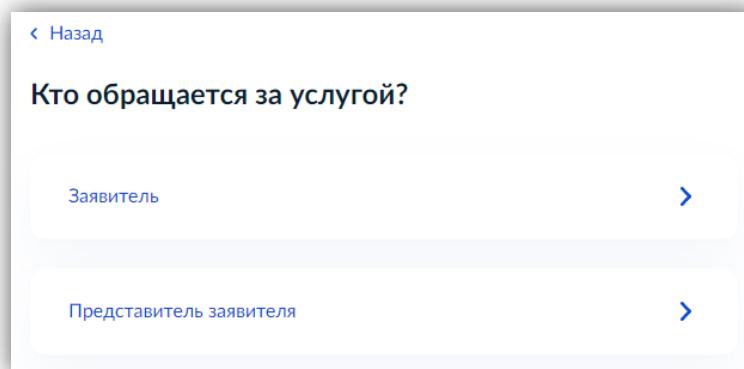 Назад
Кто обращается за услугой?
Заявитель
Представитель заявителя